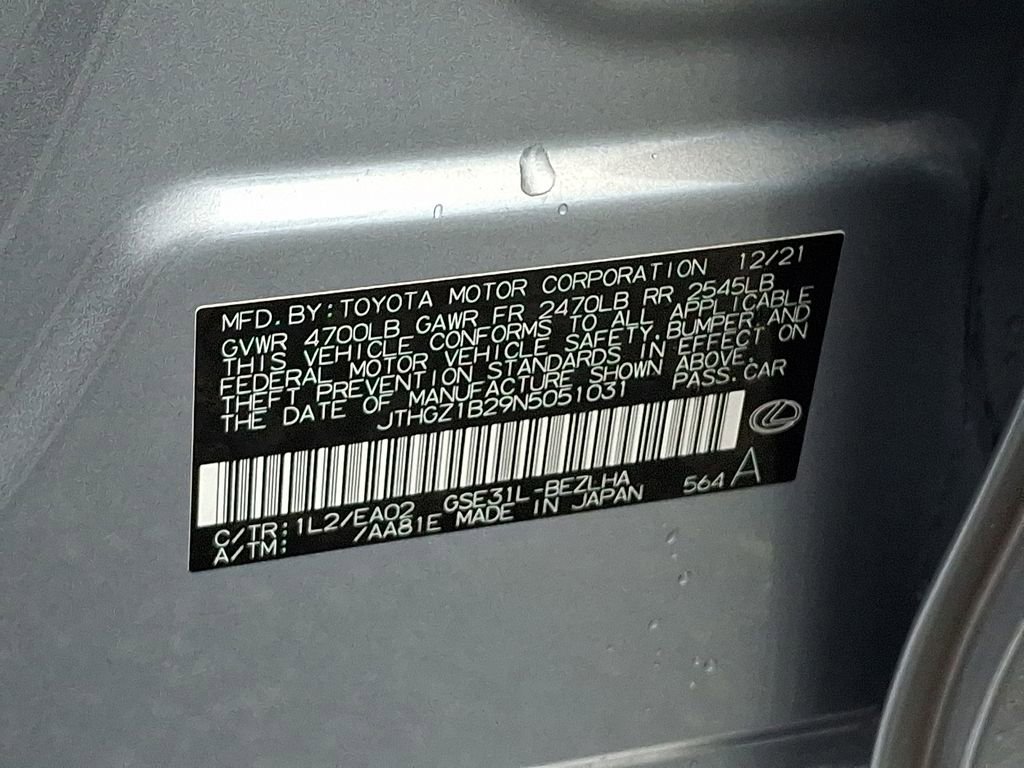 MFD.BY:TOYOTA MOTOR CORPORATION 12/21
GVWR 4700LB GAWR FR 2470LB RR 2545LB
THIS VEHICLE CONFORMS TO ALL APPLICABLE
FEDERAL MOTOR VEHICLE SAFETY,BUMPER,AND
THEFT PREVENTION STANDARDS IN EFFECT ON
THE DATE OF MANUFACTURE SHOWN ABOVE.
JTHGZ1B29N5051031 PASS.CAR
C/TR:1L2/EA02 GSE31L-BEZLHA
A/TM: /AA81E MADE IN JAPAN 564 A